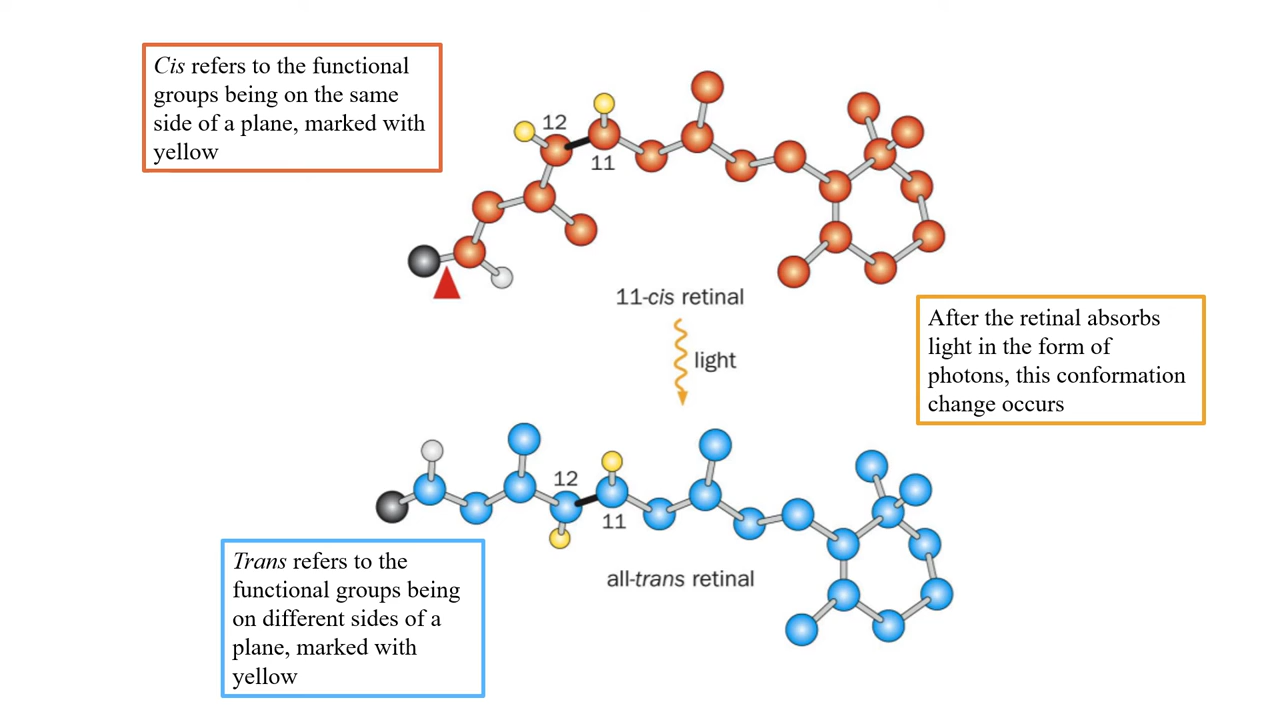 Cis refers to the functional
groups being on the same
side of a plane, marked with
yellow
12
11
11-cis retinal
light
After the retinal absorbs
light in the form of
photons, this conformation
change occurs
12
11
all-trans retinal
Trans refers to the
functional groups being
on different sides of a
plane, marked with
yellow